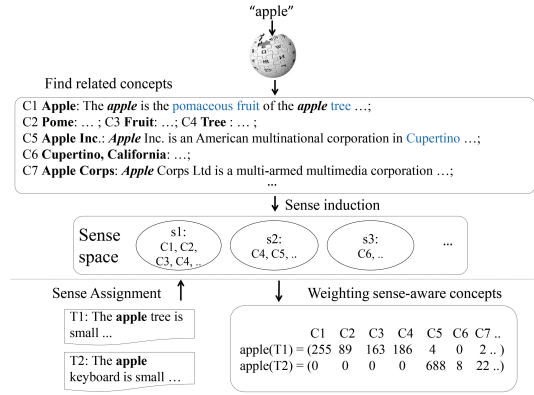 “apple”
Find related concepts
C1 Apple: The apple is the pomaceous fruit of the apple tree …;
C2 Pome: … ; C3 Fruit: …; C4 Tree : … ;
C5 Apple Inc.: Apple Inc. is an American multinational corporation in Cupertino …;
C6 Cupertino, California: …;
C7 Apple Corps: Apple Corps Ltd is a multi-armed multimedia corporation …;
...
Sense induction
Sense
space
s1:
C1, C2,
C3, C4, ..
s2:
C4, C5, ..
s3:
C6, ..
...
Sense Assignment
T1: The apple tree is
small ...
T2: The apple
keyboard is small …
Weighting sense-aware concepts
C1 C2 C3 C4 C5 C6 C7 ..
apple(T1) = (255 89 163 186 4 0 2 .. )
apple(T2) = (0 0 0 0 688 8 22 .. )